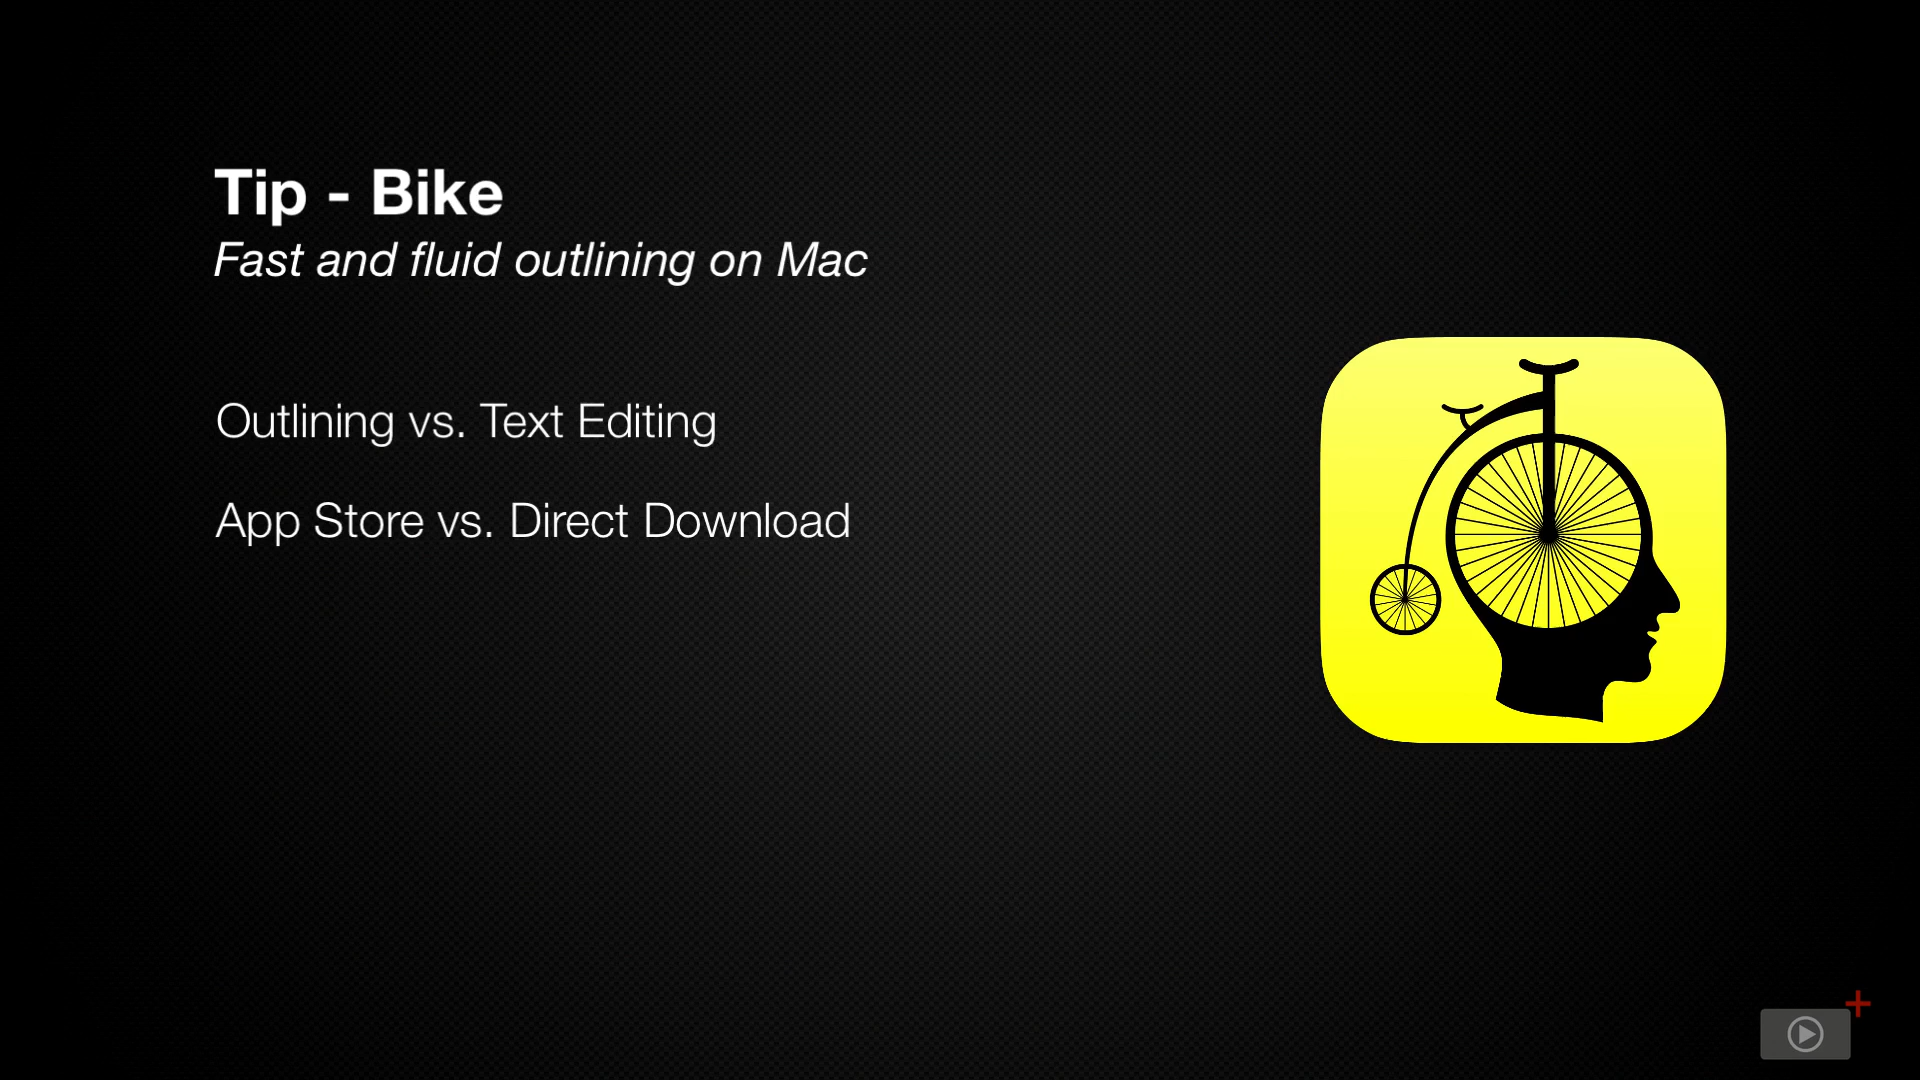 Tip - Bike
Fast and fluid outlining on Mac
Outlining vs. Text Editing
App Store vs. Direct Download